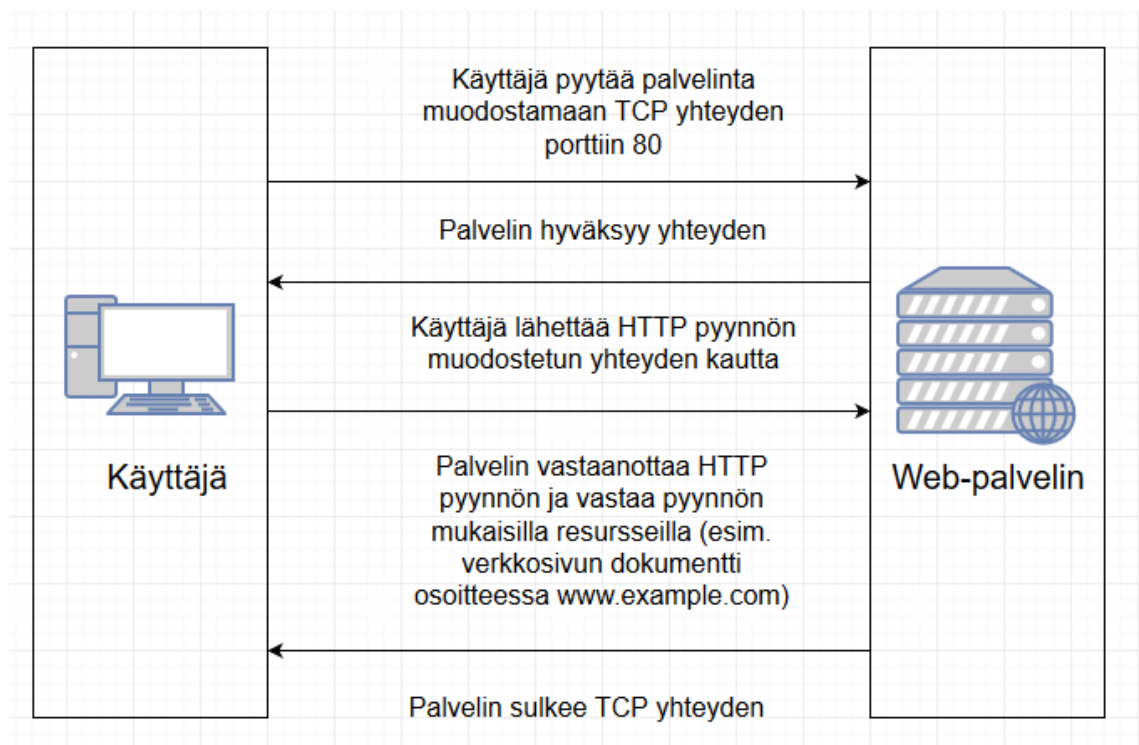 Käyttäjä pyytää palvelinta
muodostamaan TCP yhteyden
porttiin 80
Palvelin hyväksyy yhteyden
Käyttäjä lähettää HTTP pyynnön
muodostetun yhteyden kautta
Käyttäjä
Web-palvelin
Palvelin vastaanottaa HTTP
pyynnön ja vastaa pyynnön
mukaisilla resursseilla (esim.
verkkosivun dokumentti
osoitteessa www.example.com)
Palvelin sulkee TCP yhteyden